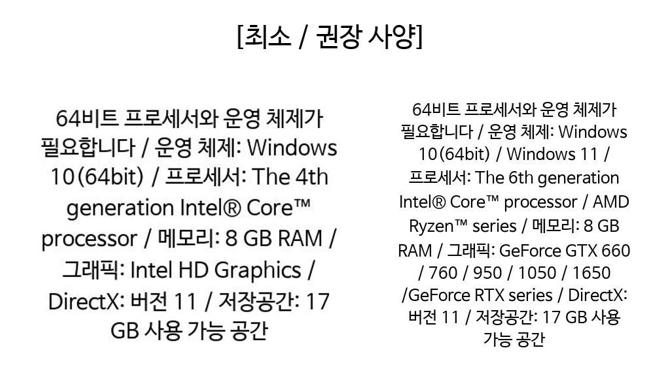 [최소 / 권장 사양]
64비트 프로세서와 운영 체제가
필요합니다 / 운영 체제: Windows
10(64bit) / 프로세서: The 4th
generation Intel® Core™
processor / 메모리: 8 GB RAM /
그래픽: Intel HD Graphics /
DirectX: 버전 11 / 저장공간: 17
GB 사용 가능 공간
64비트 프로세서와 운영 체제가
필요합니다 / 운영 체제: Windows
10(64bit) / Windows 11 /
프로세서: The 6th generation
Intel® Core™ processor / AMD
Ryzen™ series / 메모리: 8 GB
RAM / 그래픽: GeForce GTX 660
/ 760 / 950 / 1050 / 1650
/GeForce RTX series / DirectX:
버전 11 / 저장공간: 17 GB 사용
가능 공간